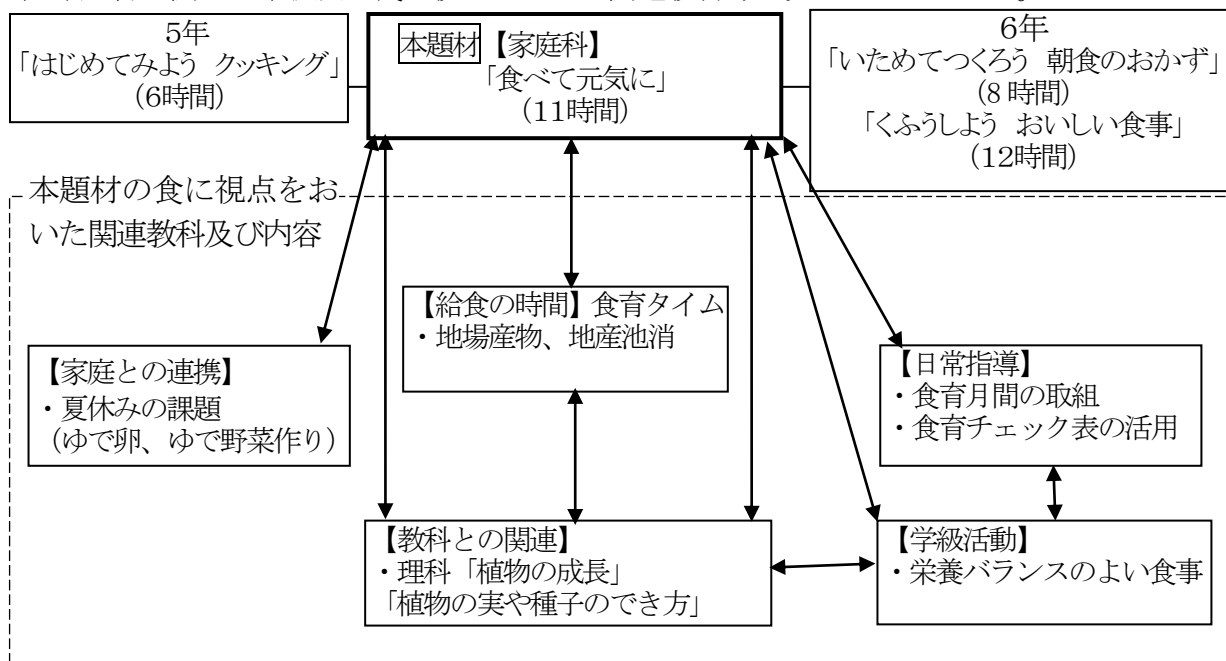 5年
「はじめてみよう クッキング」
(6時間)
本題材【家庭科】
「食べて元気に」
(11時間)
6年
「いためてつくろう 朝食のおかず」
(8時間)
「くふうしよう おいしい食事」
(12時間)
本題材の食に視点をお
いた関連教科及び内容
【給食の時間】食育タイム
・地場産物、地産池消
【家庭との連携】
・夏休みの課題
(ゆで卵、ゆで野菜作り)
【日常指導】
・食育月間の取組
・食育チェック表の活用
【教科との関連】
・理科「植物の成長」
「植物の実や種子のでき方」
【学級活動】
・栄養バランスのよい食事